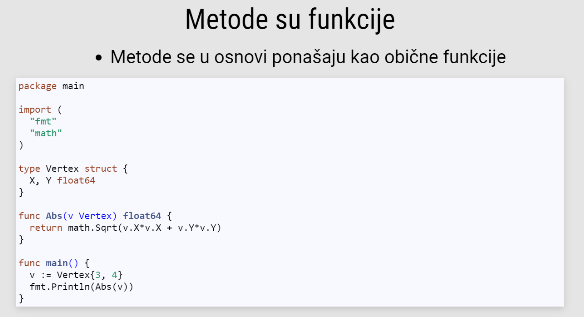 Metode su funkcije
• Metode se u osnovi ponašaju kao obične funkcije
package main
import (
"fmt"
"math"
)
type Vertex struct {
X, Y float64
}
func Abs(v Vertex) float64 {
return math.Sqrt(v.X*v.X + v.Y*v.Y)
}
func main() {
v := Vertex{3, 4}
fmt.Println(Abs(v))
}